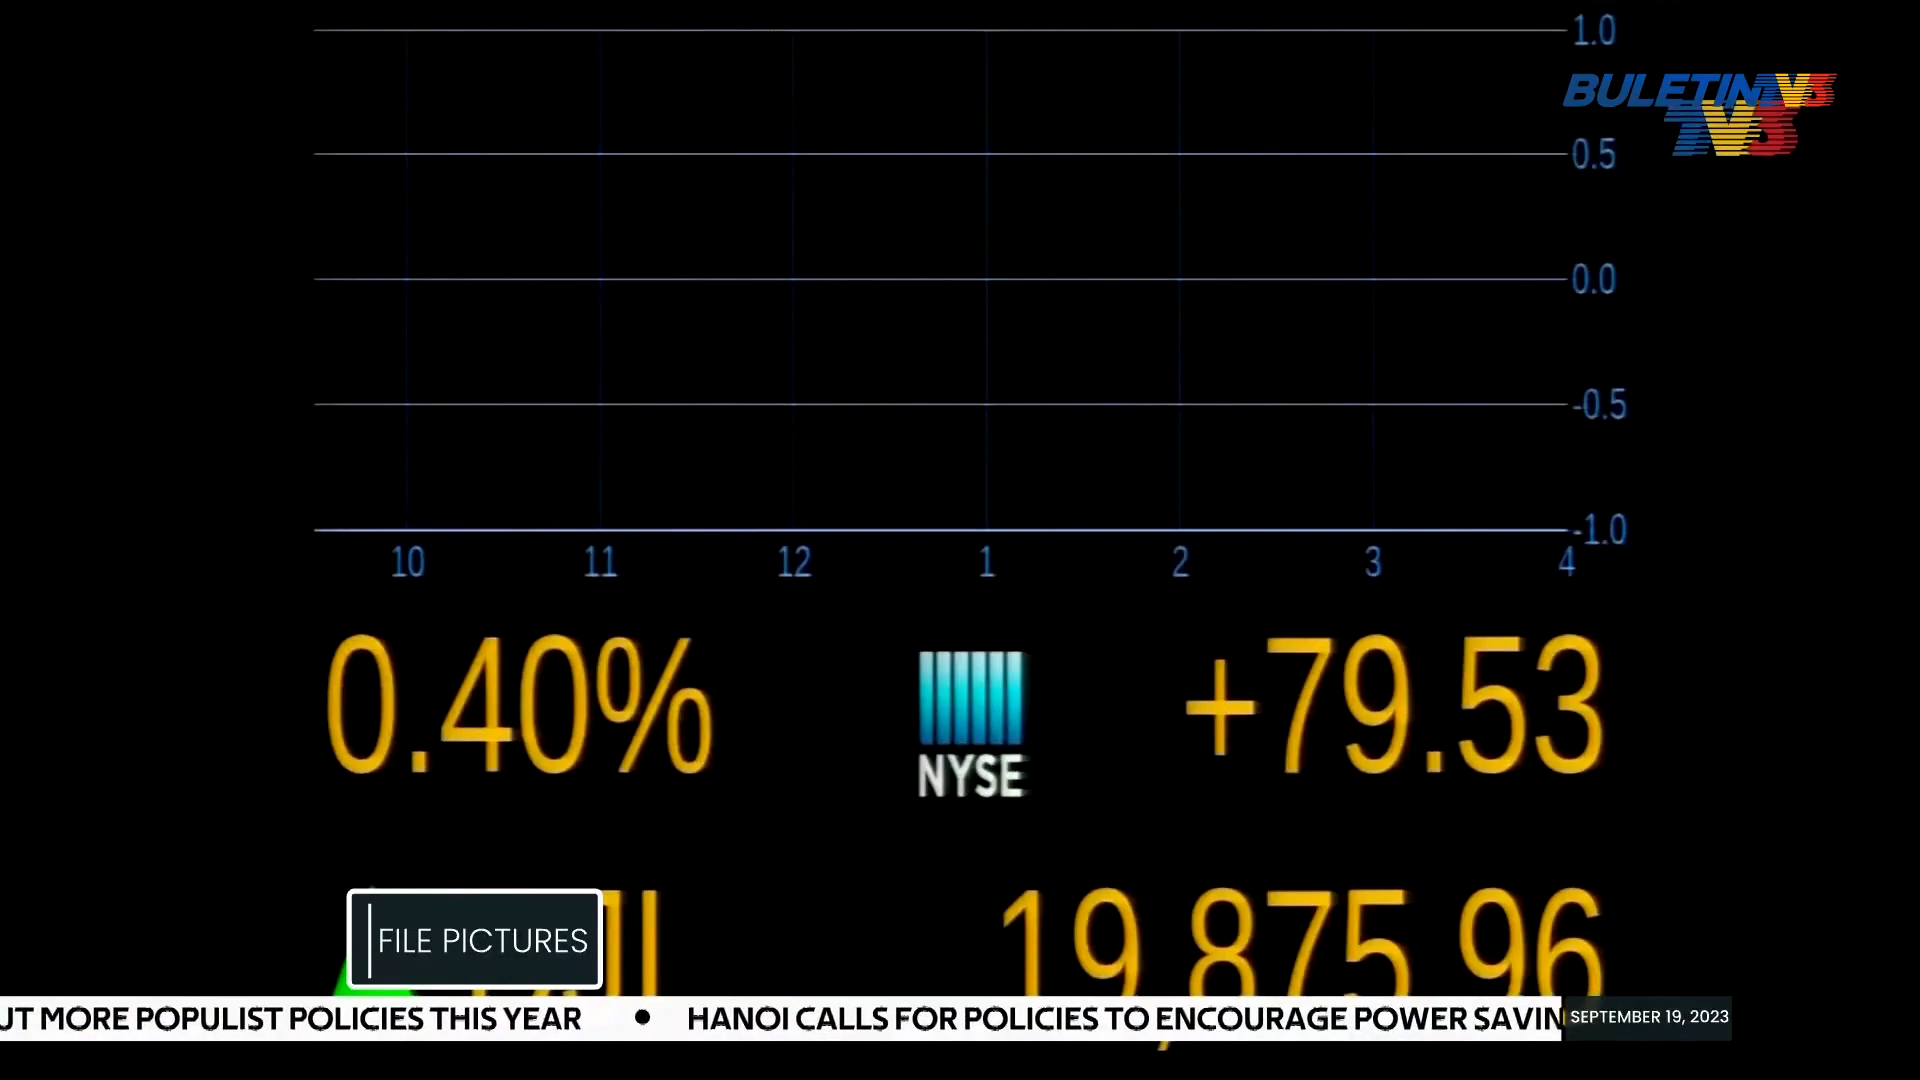 1.0
BULETIN TV3
TV3
0.5
0.0
-0.5
-1.0
10 11 12 1 2 3 4
0.40% NYSE +79.53
FILE PICTURES 19,875.96
UT MORE POPULIST POLICIES THIS YEAR • HANOI CALLS FOR POLICIES TO ENCOURAGE POWER SAVIN SEPTEMBER 19, 2023